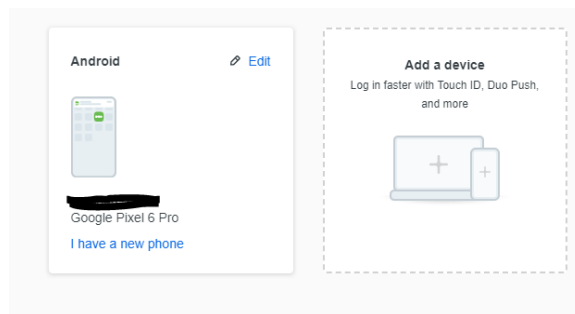 Android
Edit
Google Pixel 6 Pro
I have a new phone
Add a device
Log in faster with Touch ID, Duo Push,
and more